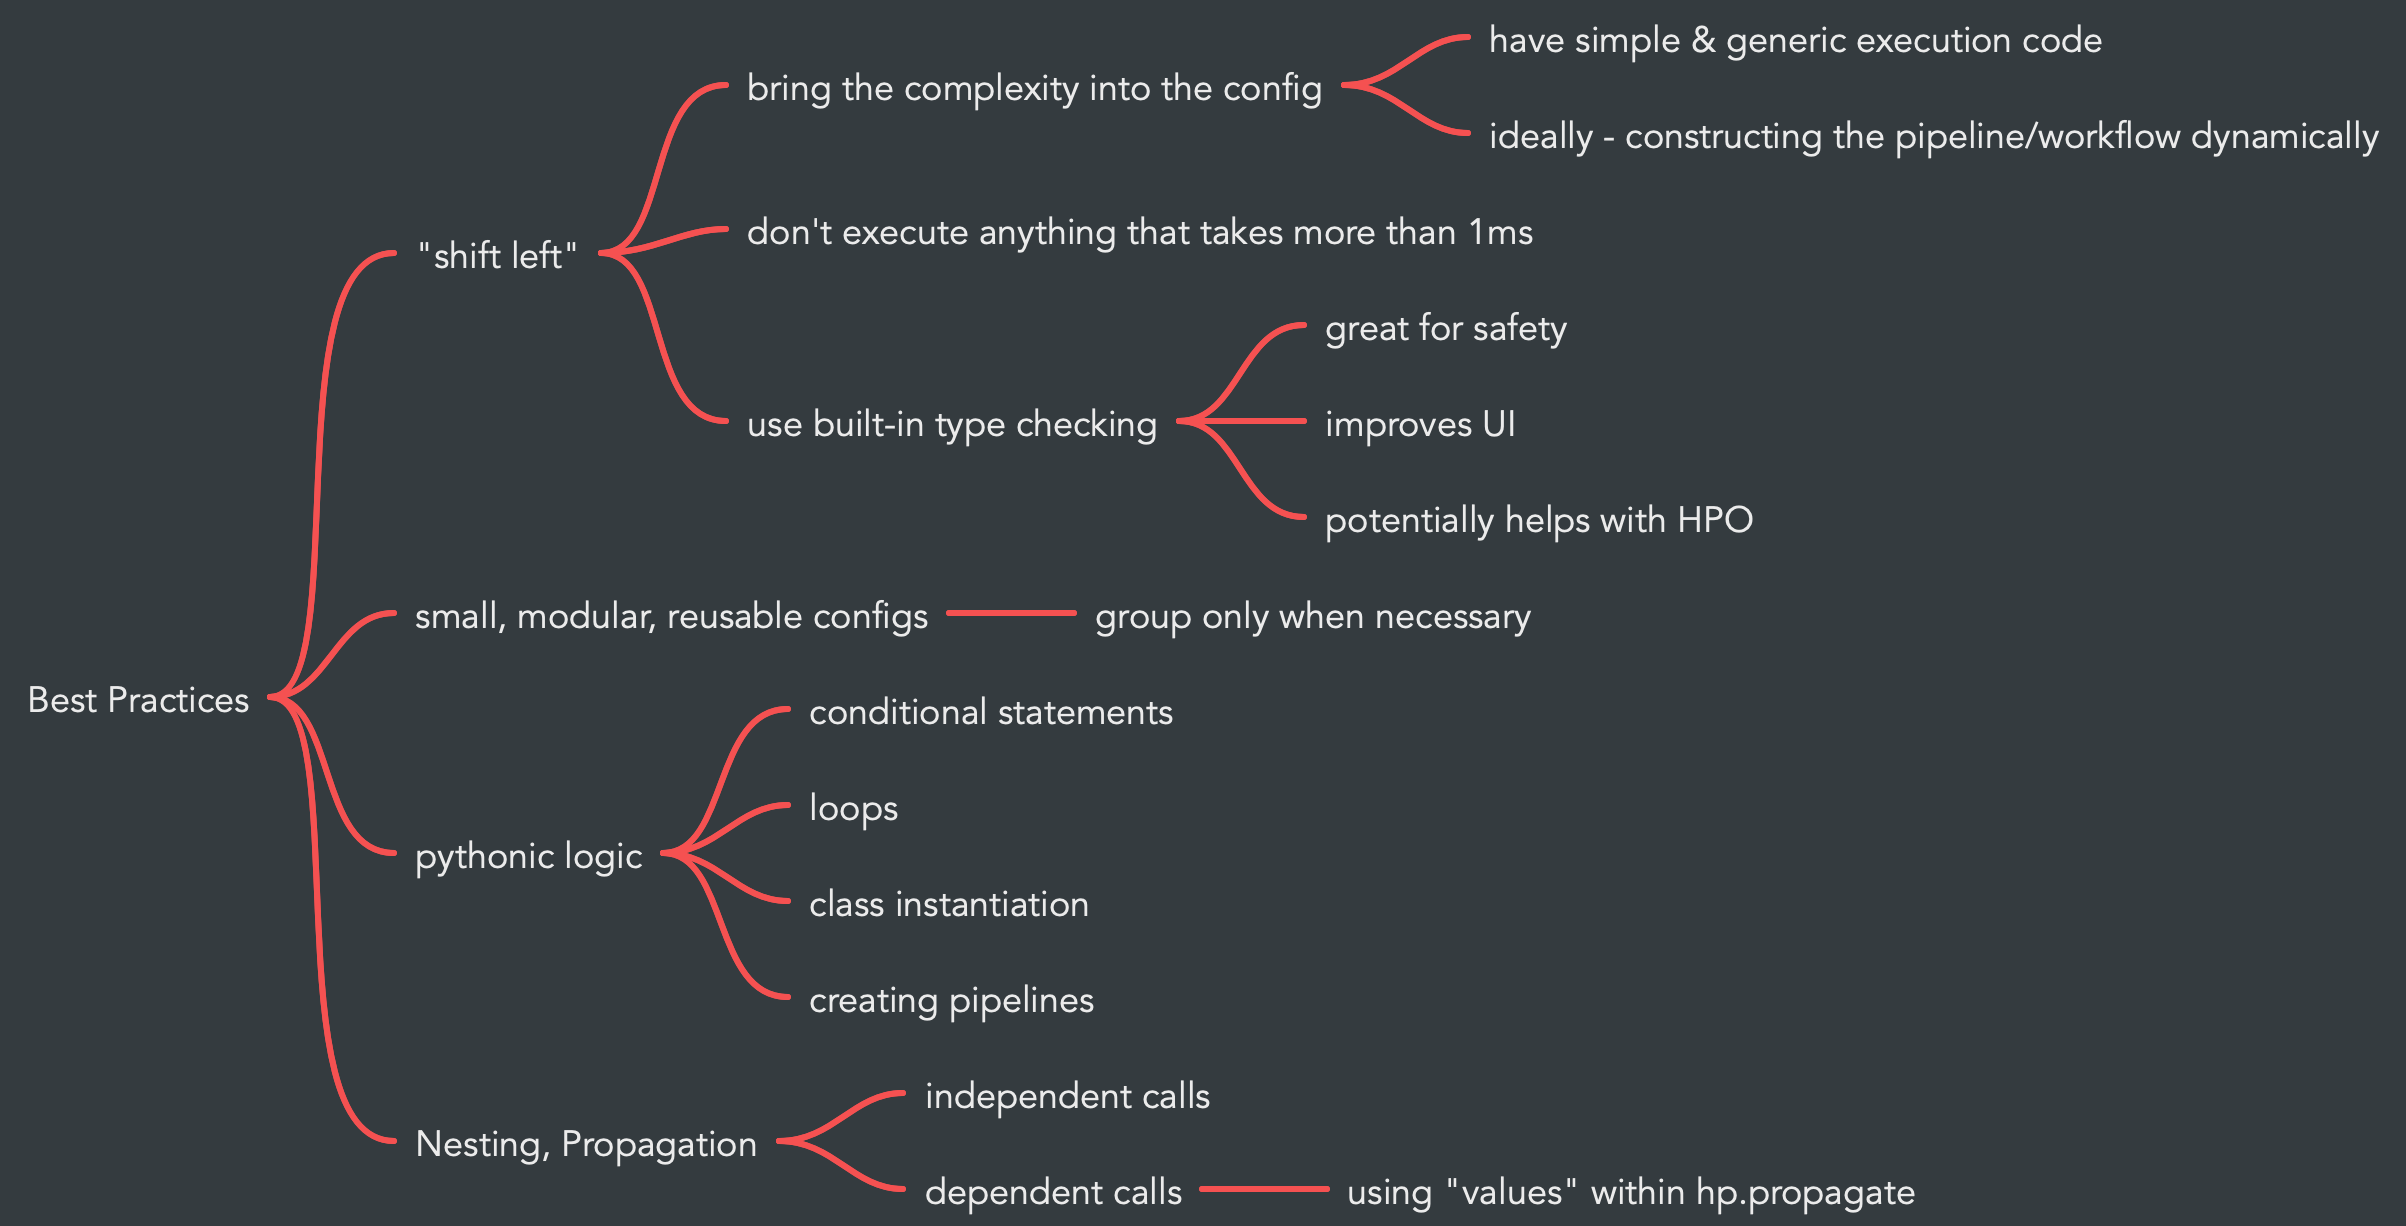 have simple & generic execution code
bring the complexity into the config
ideally - constructing the pipeline/workflow dynamically
don't execute anything that takes more than 1ms
"shift left"
great for safety
use built-in type checking
improves UI
potentially helps with HPO
small, modular, reusable configs
group only when necessary
Best Practices
conditional statements
loops
pythonic logic
class instantiation
creating pipelines
independent calls
Nesting, Propagation
dependent calls
using "values" within hp.propagate